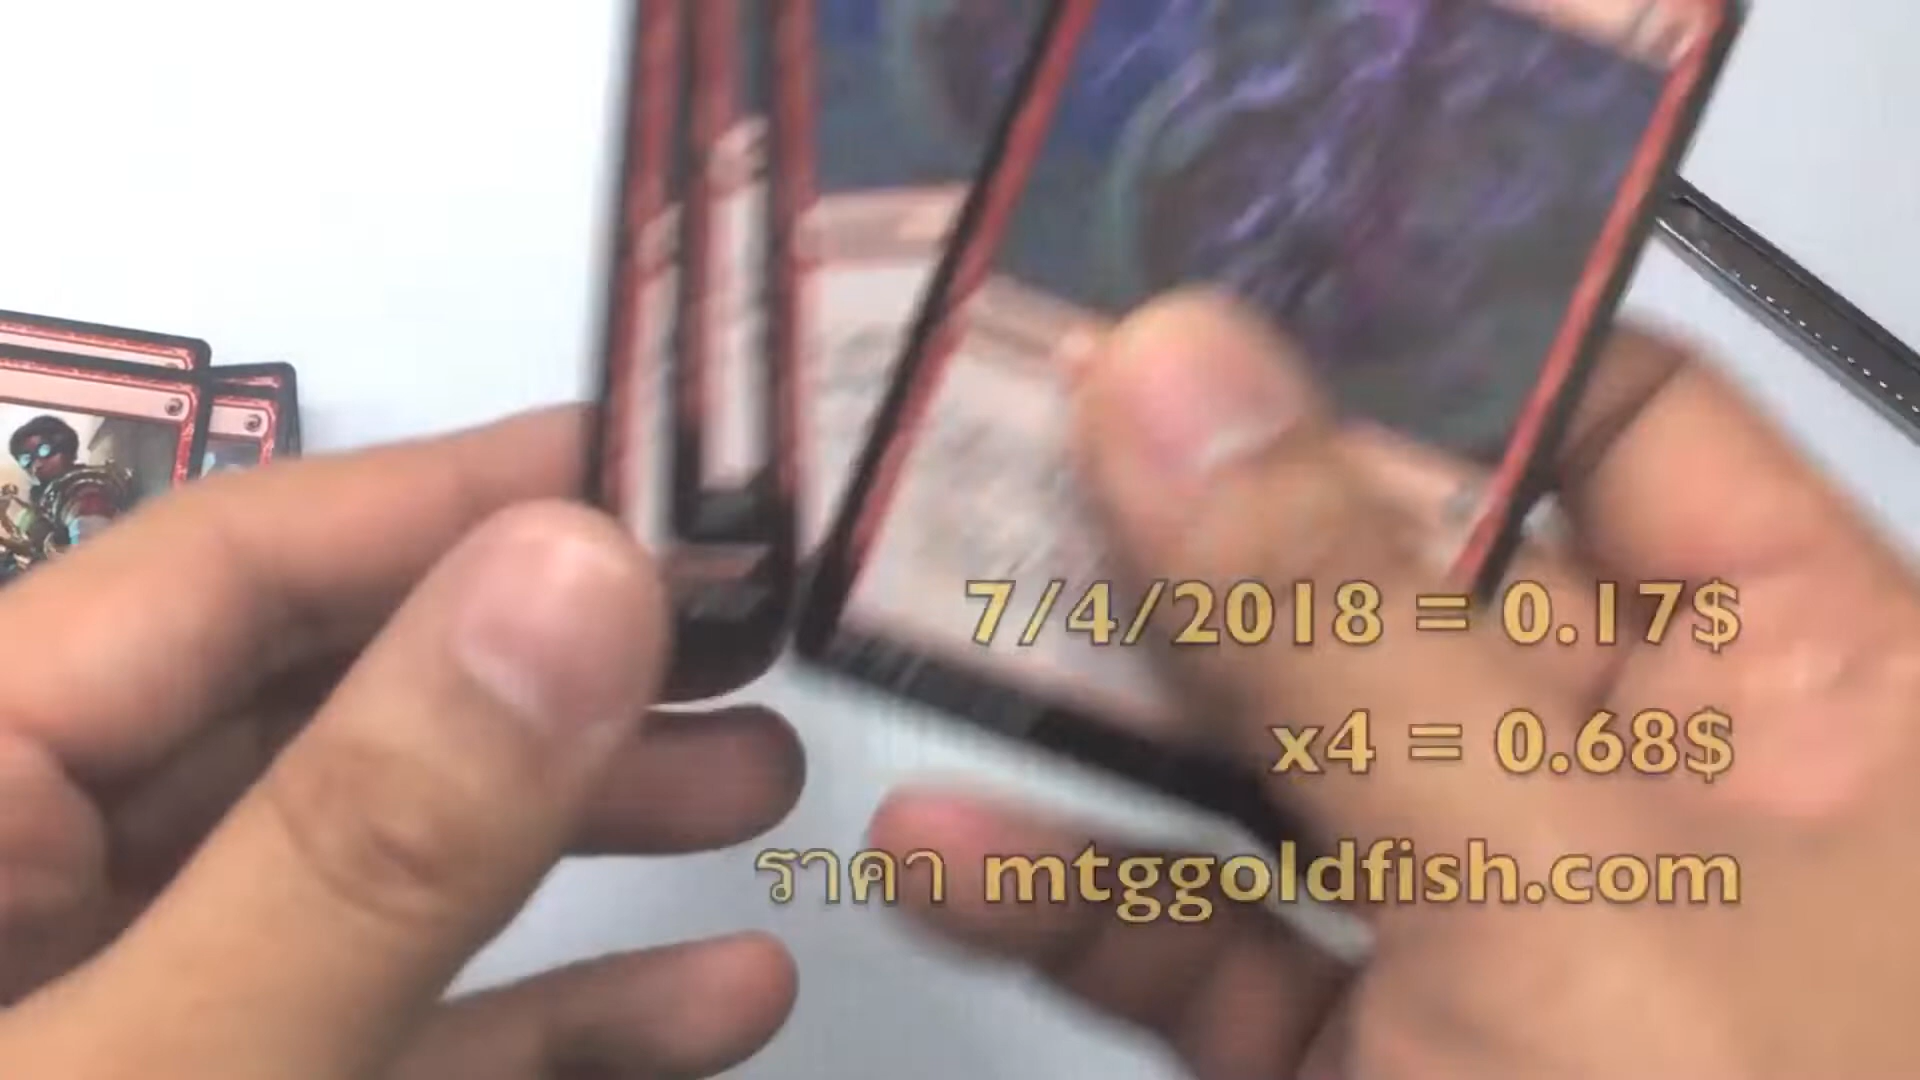 7/4/2018 = 0.17$
x4 = 0.68$
ราคา mtggoldfish.com